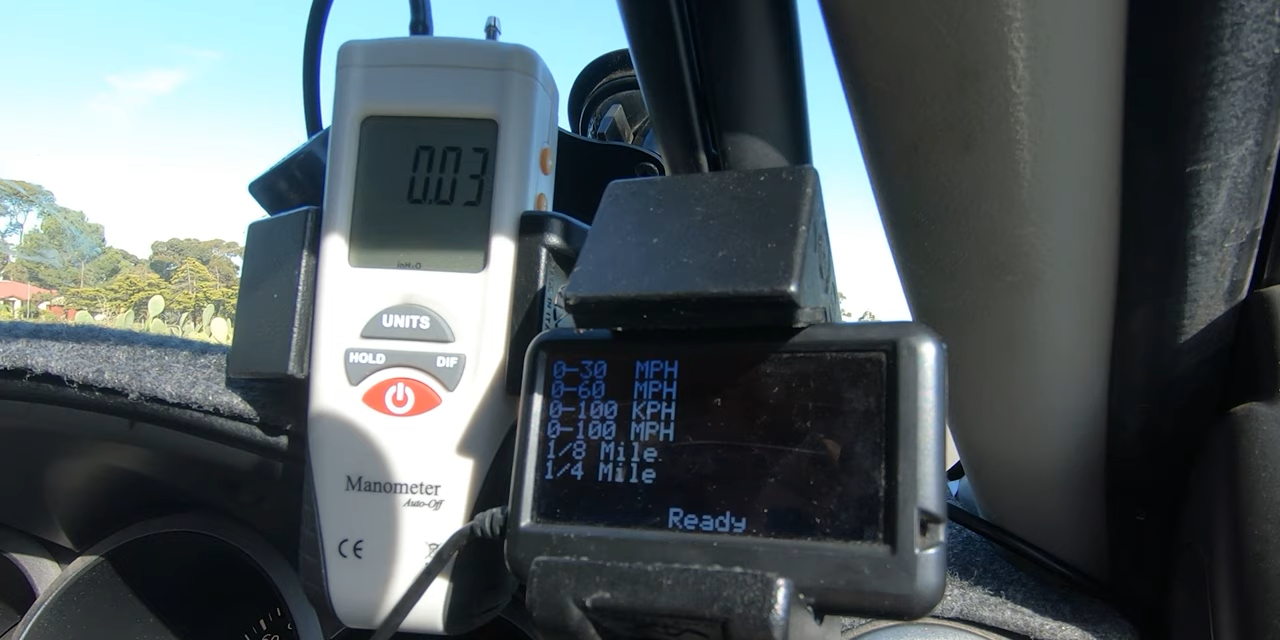 0.03
inH₂O
UNITS
HOLD DIF
Manometer
Auto-Off
CE
0-30 MPH
0-60 MPH
0-100 KPH
0-100 MPH
1/8 Mile
1/4 Mile
Ready
60